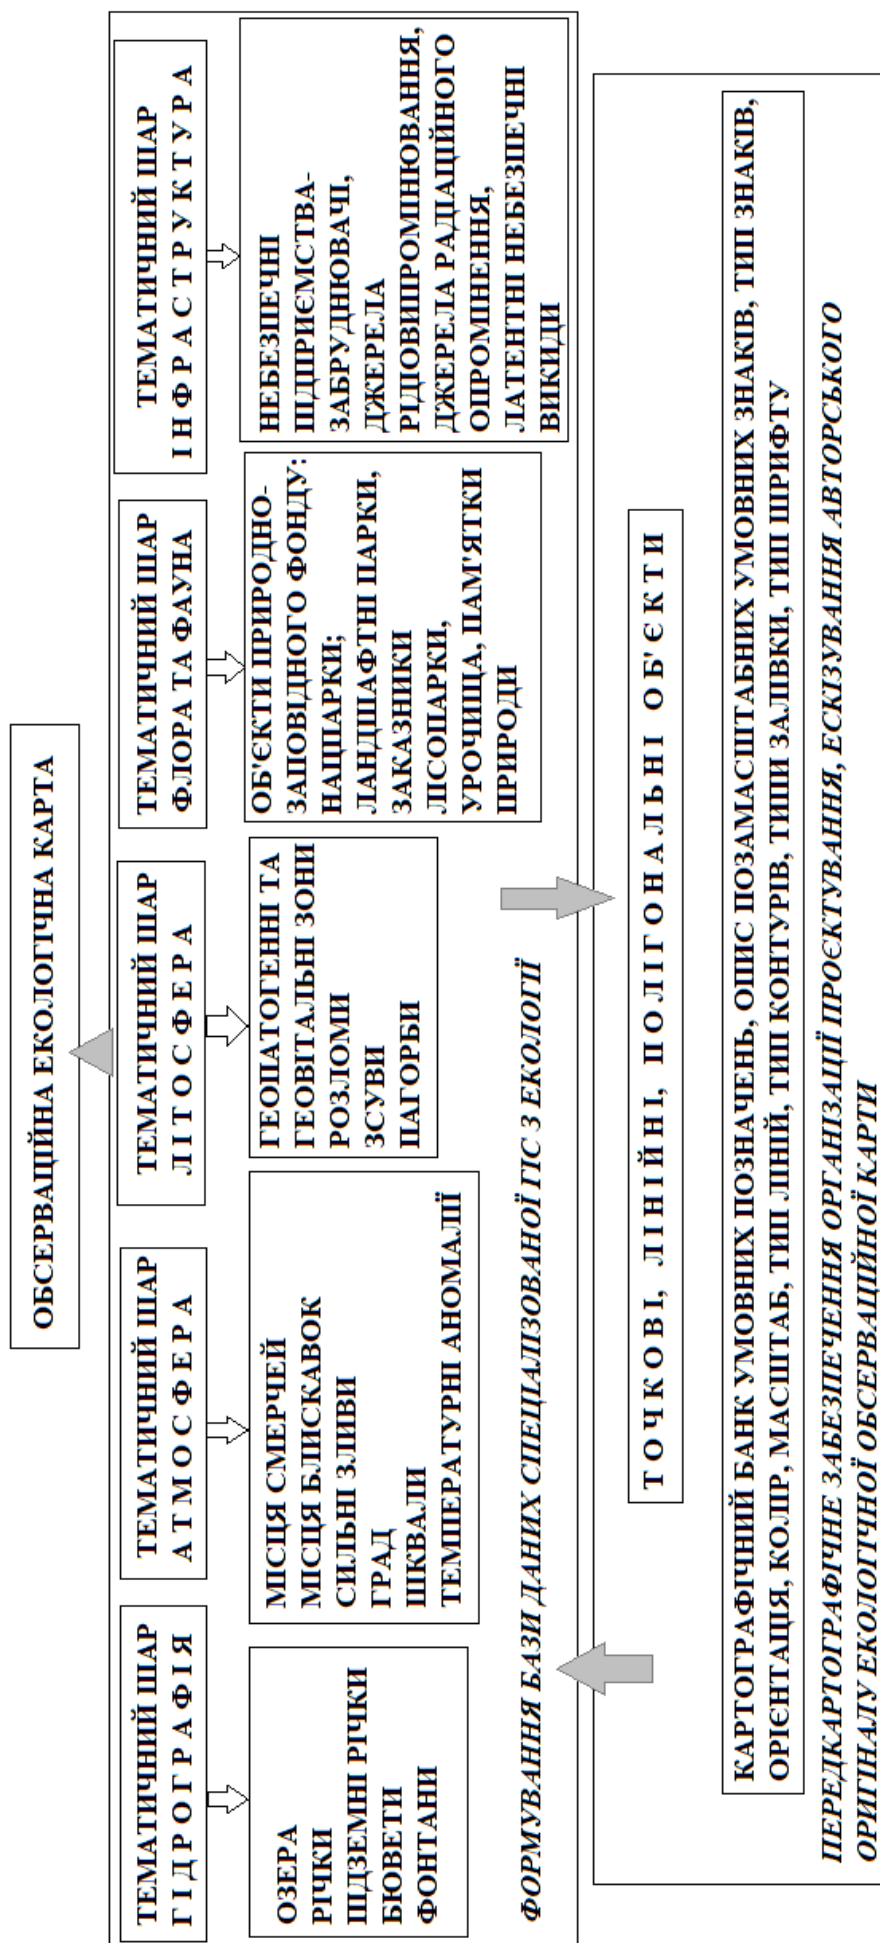 ОБСЕРВАЦІЙНА ЕКОЛОГІЧНА КАРТА
ТЕМАТИЧНИЙ ШАР
ГІДРОГРАФІЯ
ОЗЕРА
РІЧКИ
ПІДЗЕМНІ РІЧКИ
БЮВЕТИ
ФОНТАНИ
ТЕМАТИЧНИЙ ШАР
АТМОСФЕРА
МІСЦЯ СМЕРЧЕЙ
МІСЦЯ БЛИСКАВОК
СИЛЬНІ ЗЛИВИ
ГРАД
ШКВАЛИ
ТЕМПЕРАТУРНІ АНОМАЛІЇ
ТЕМАТИЧНИЙ ШАР
ЛІТОСФЕРА
ГЕОПАТОГЕННІ ТА
ГЕОВІТАЛЬНІ ЗОНИ
РОЗЛОМИ
ЗСУВИ
ПАГОРБИ
ТЕМАТИЧНИЙ ШАР
ФЛОРА ТА ФАУНА
ОБ'ЄКТИ ПРИРОДНО-
ЗАПОВІДНОГО ФОНДУ:
НАЦПАРКИ;
ЛАНДШАФТНІ ПАРКИ,
ЗАКАЗНИКИ
ЛІСОПАРКИ,
УРОЧИЩА, ПАМ'ЯТКИ
ПРИРОДИ
ТЕМАТИЧНИЙ ШАР
ІНФРАСТРУКТУРА
НЕБЕЗПЕЧНІ
ПІДПРИЄМСТВА-
ЗАБРУДНЮВАЧІ,
ДЖЕРЕЛА
РІДІОВИПРОМІНЮВАННЯ,
ДЖЕРЕЛА РАДІАЦІЙНОГО
ОПРОМІНЕННЯ,
ЛАТЕНТНІ НЕБЕЗПЕЧНІ
ВИКИДИ
ФОРМУВАННЯ БАЗИ ДАНИХ СПЕЦІАЛІЗОВАНОЇ ГІС З ЕКОЛОГІЇ
ТОЧКОВІ, ЛІНІЙНІ, ПОЛІГОНАЛЬНІ ОБ'ЄКТИ
КАРТОГРАФІЧНИЙ БАНК УМОВНИХ ПОЗНАЧЕНЬ, ОПИС ПОЗАМАСШТАБНИХ УМОВНИХ ЗНАКІВ, ТИП ЗНАКІВ,
ОРІЄНТАЦІЯ, КОЛІР, МАСШТАБ, ТИП ЛІНІЙ, ТИП КОНТУРІВ, ТИПИ ЗАЛІВКИ, ТИП ШРИФТУ
ПЕРЕДКАРТОГРАФІЧНЕ ЗАБЕЗПЕЧЕННЯ ОРГАНІЗАЦІЇ ПРОЄКТУВАННЯ, ЕСКІЗУВАННЯ АВТОРСЬКОГО
ОРИГІНАЛУ ЕКОЛОГІЧНОЇ ОБСЕРВАЦІЙНОЇ КАРТИ